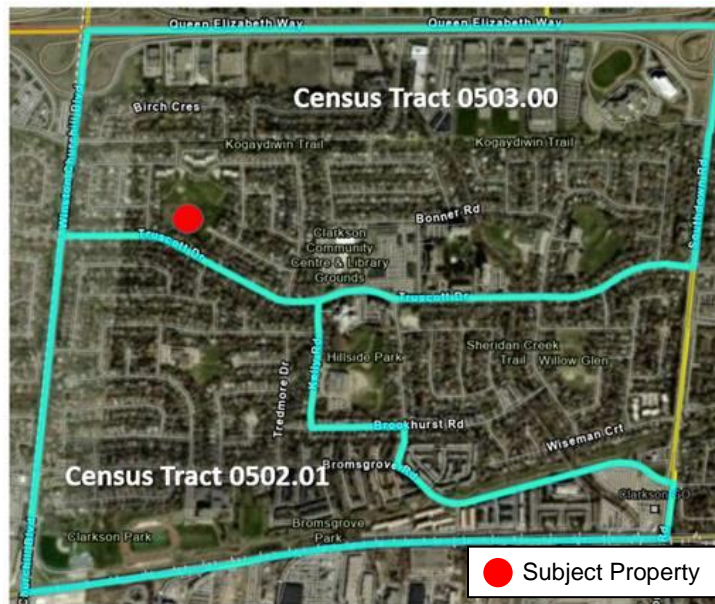 Queen Elizabeth Way
Queen Elizabeth Way
Census Tract 0503.00
Birch Cres
Winston Churchill Blvd
Kogaydiwin Trail
Kogaydiwin Trail
Southdown Rd
Bonner Rd
Truscott Dr
Clarkson
Community
Centre & Library
Grounds
Truscott Dr
Kelly Rd
Hillside Park
Sheridan Creek
Trail
Willow Glen
Tredmore Dr
Brookhurst Rd
Wiseman Crt
Bromsgrove Rd
Census Tract 0502.01
Clarkson GO
Clarkson Park
Bromsgrove
Park
Churchill Blvd
Rd
Subject Property